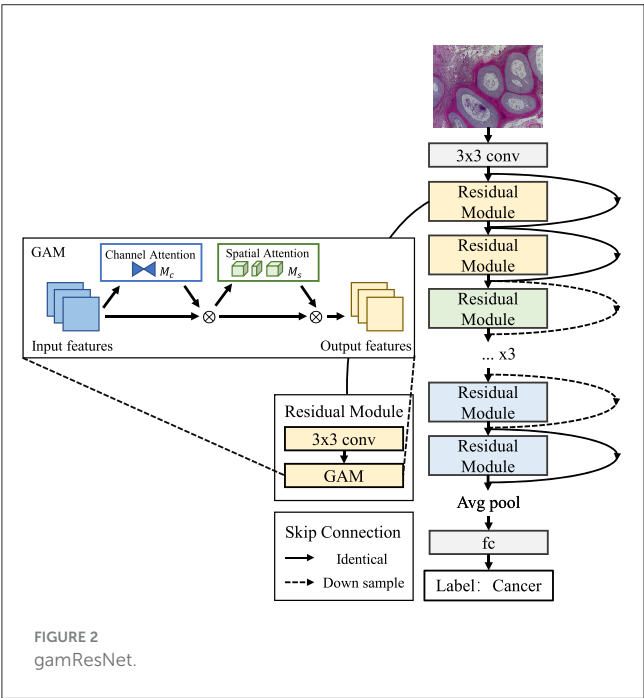 3x3 conv
Residual
Module
Residual
Module
Residual
Module
... x3
Residual
Module
Residual
Module
Avg pool
fc
Label: Cancer
GAM
Channel Attention
Mc
Spatial Attention
Ms
⊗
⊗
Input features
Output features
Residual Module
3x3 conv
GAM
Skip Connection
Identical
Down sample
FIGURE 2
gamResNet.